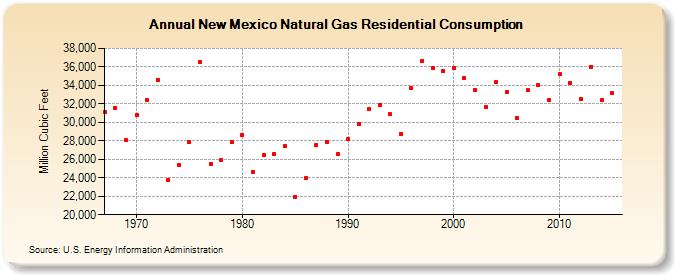 Annual New Mexico Natural Gas Residential Consumption
Million Cubic Feet
38,000
36,000
34,000
32,000
30,000
28,000
26,000
24,000
22,000
20,000
1970 1980 1990 2000 2010
Source: U.S. Energy Information Administration